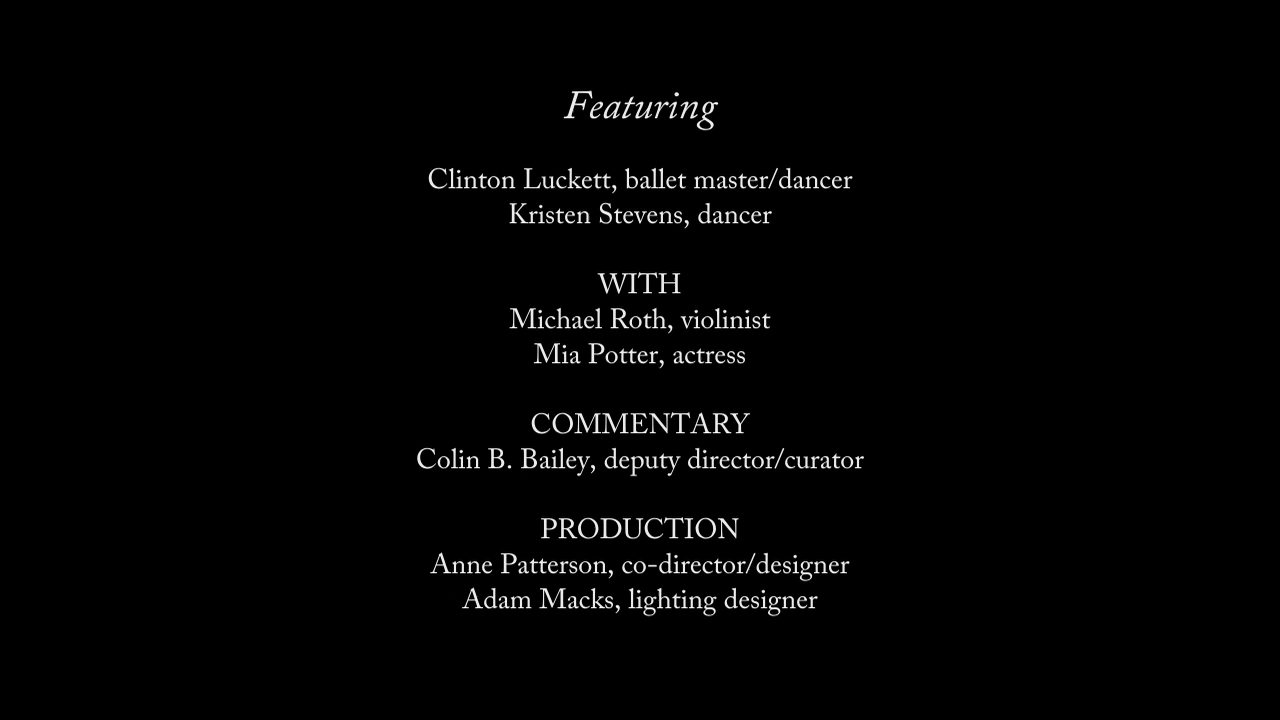 Featuring
Clinton Luckett, ballet master/dancer
Kristen Stevens, dancer
WITH
Michael Roth, violinist
Mia Potter, actress
COMMENTARY
Colin B. Bailey, deputy director/curator
PRODUCTION
Anne Patterson, co-director/designer
Adam Macks, lighting designer